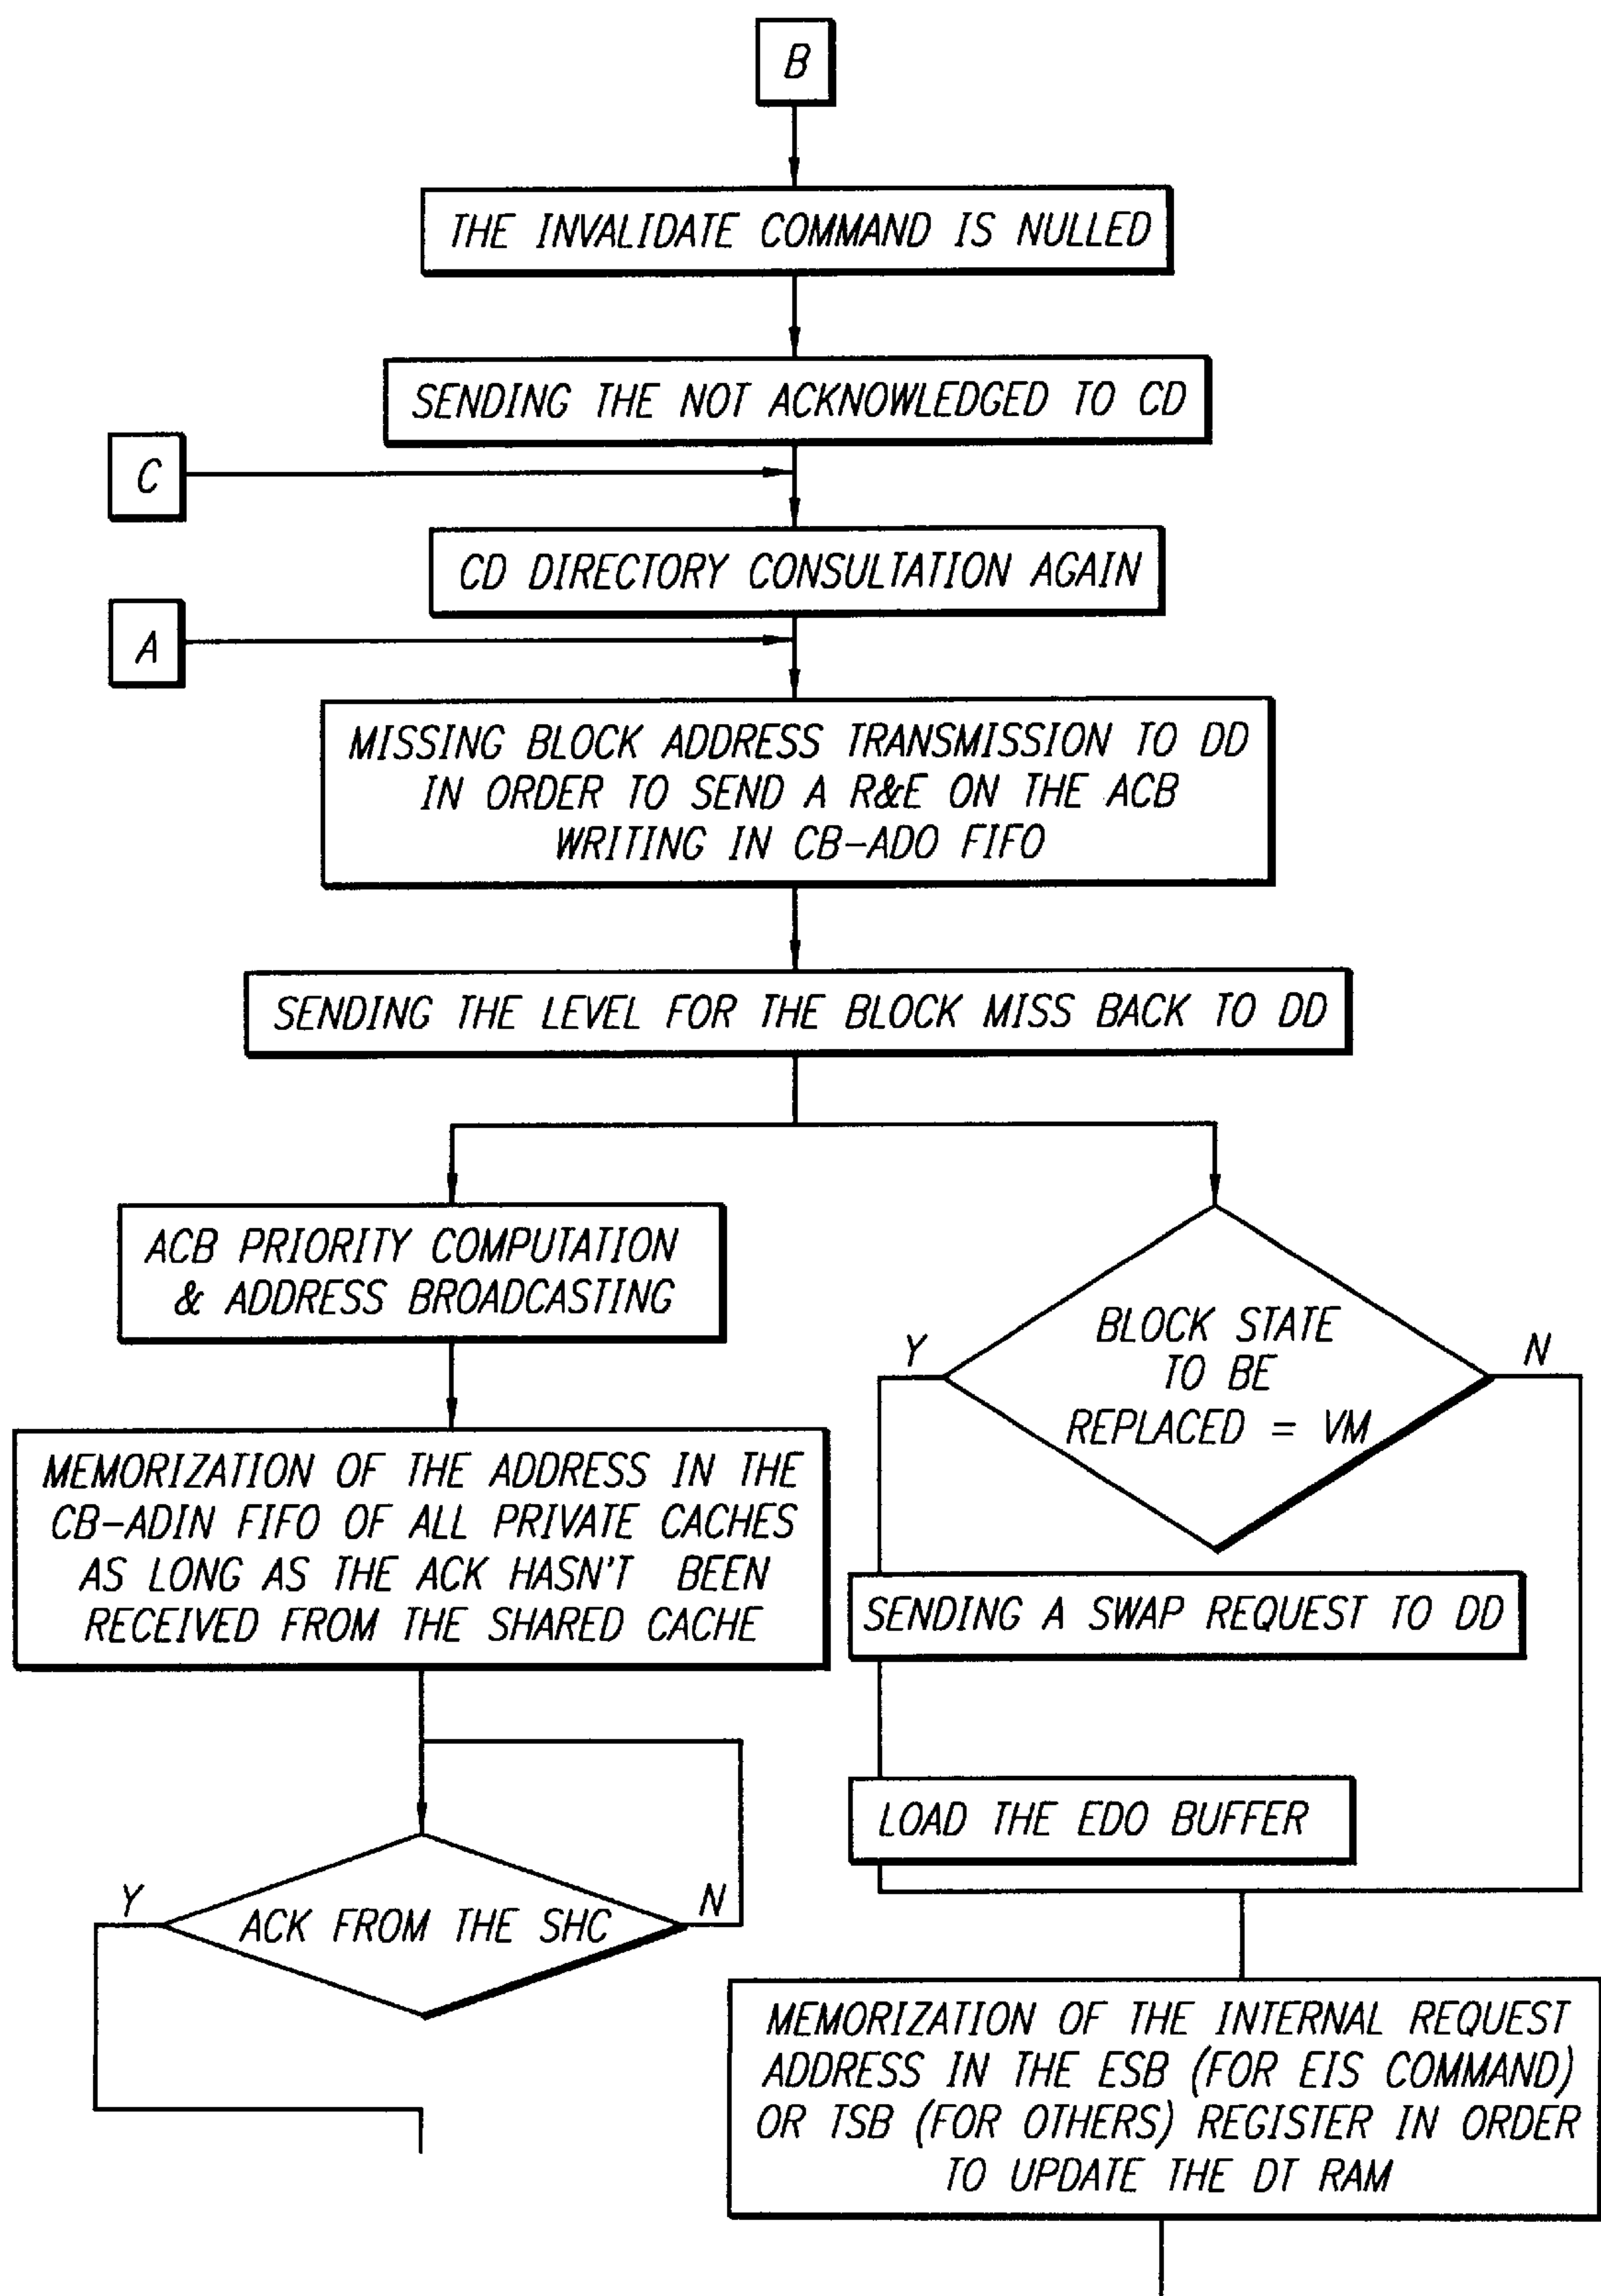 B
THE INVALIDATE COMMAND IS NULLED
SENDING THE NOT ACKNOWLEDGED TO CD
C
CD DIRECTORY CONSULTATION AGAIN
A
MISSING BLOCK ADDRESS TRANSMISSION TO DD
IN ORDER TO SEND A R&E ON THE ACB
WRITING IN CB-ADO FIFO
SENDING THE LEVEL FOR THE BLOCK MISS BACK TO DD
ACB PRIORITY COMPUTATION
& ADDRESS BROADCASTING
BLOCK STATE
TO BE
REPLACED = VM
Y
N
MEMORIZATION OF THE ADDRESS IN THE
CB-ADIN FIFO OF ALL PRIVATE CACHES
AS LONG AS THE ACK HASN'T BEEN
RECEIVED FROM THE SHARED CACHE
SENDING A SWAP REQUEST TO DD
LOAD THE EDO BUFFER
Y
ACK FROM THE SHC
N
MEMORIZATION OF THE INTERNAL REQUEST
ADDRESS IN THE ESB (FOR EIS COMMAND)
OR TSB (FOR OTHERS) REGISTER IN ORDER
TO UPDATE THE DT RAM